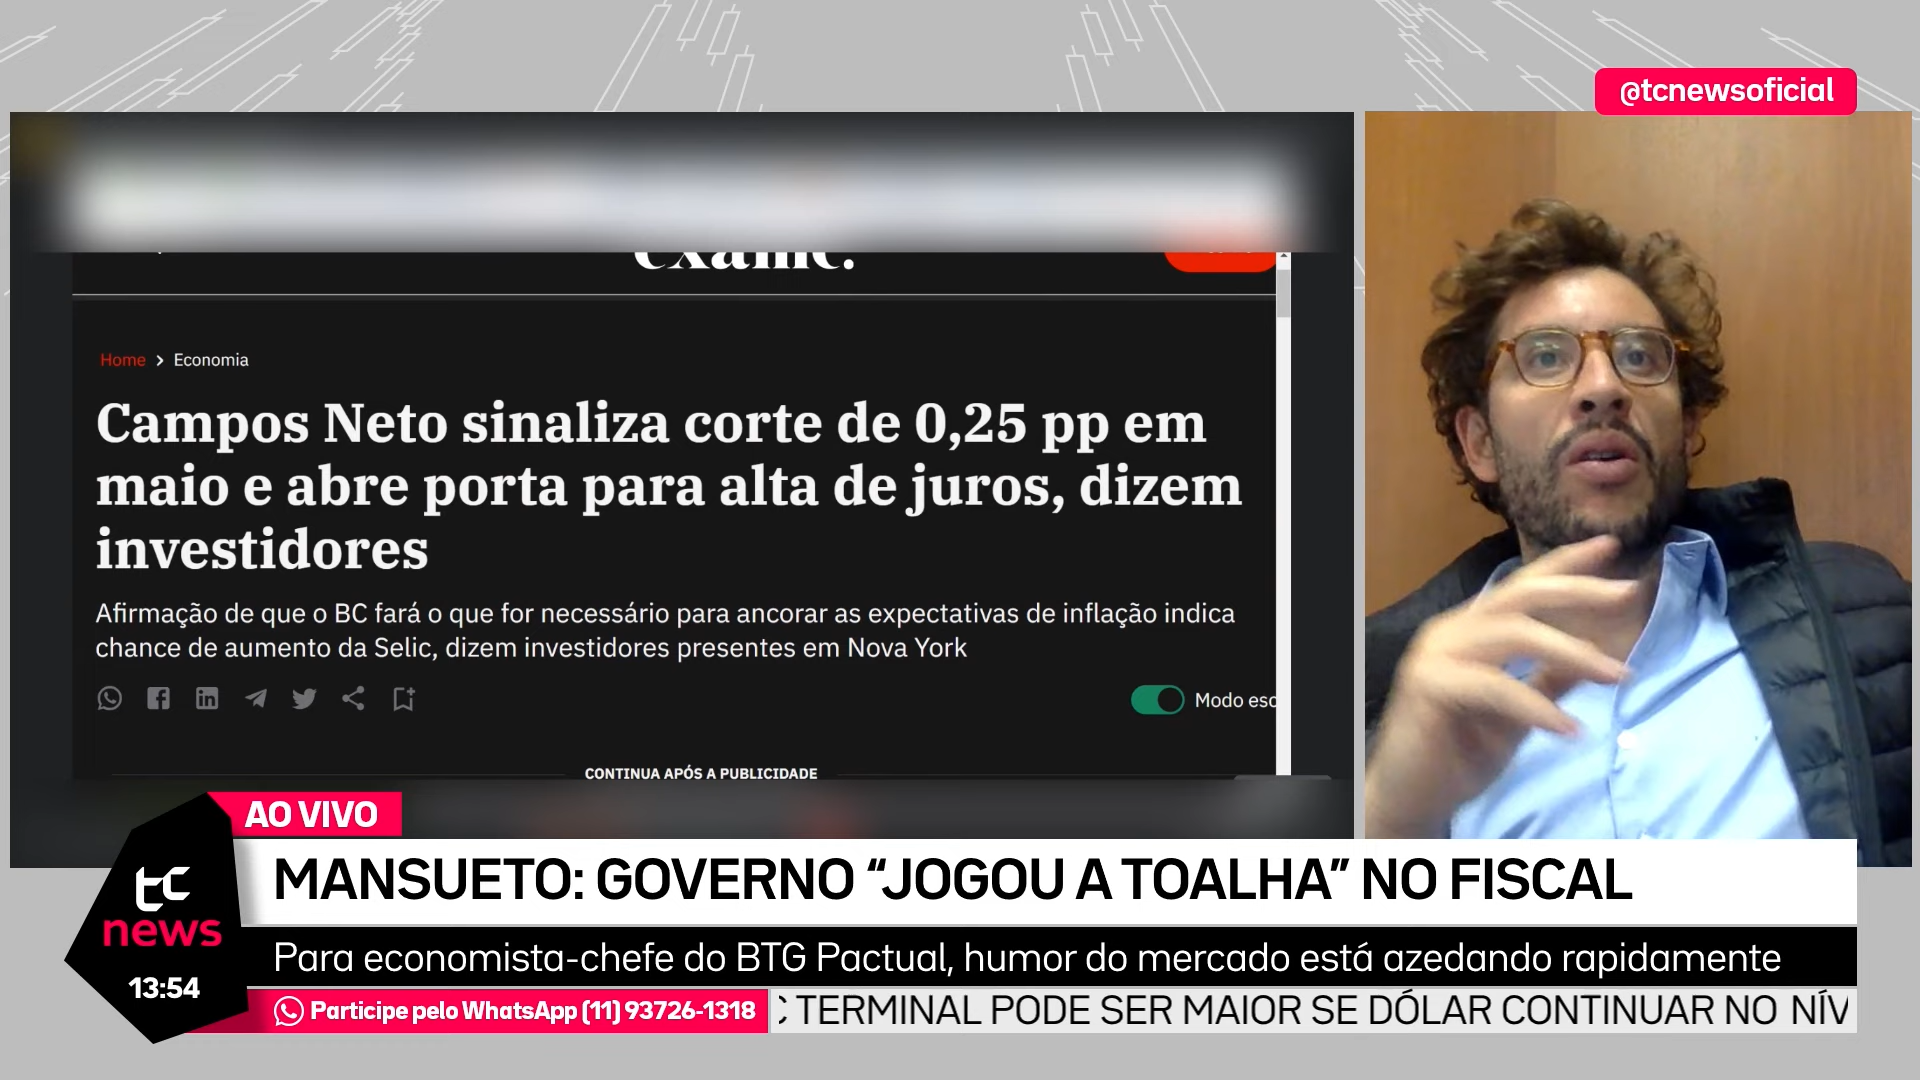 @tcnewsoficial
exame.
Home > Economia
Campos Neto sinaliza corte de 0,25 pp em
maio e abre porta para alta de juros, dizem
investidores
Afirmação de que o BC fará o que for necessário para ancorar as expectativas de inflação indica
chance de aumento da Selic, dizem investidores presentes em Nova York
Modo esc
CONTINUA APÓS A PUBLICIDADE
AO VIVO
MANSUETO: GOVERNO “JOGOU A TOALHA” NO FISCAL
tc
news
Para economista-chefe do BTG Pactual, humor do mercado está azedando rapidamente
13:54
Participe pelo WhatsApp (11) 93726-1318
TERMINAL PODE SER MAIOR SE DÓLAR CONTINUAR NO NÍV